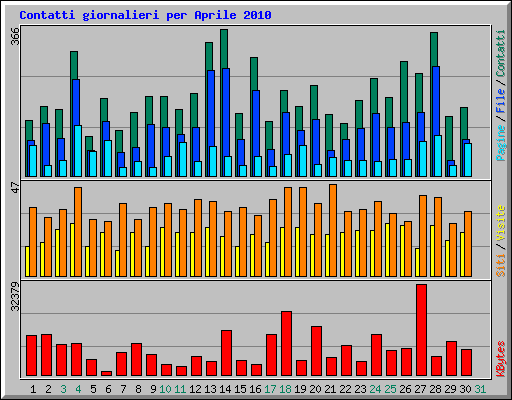 Contatti giornalieri per Aprile 2010
366
Pagine / File / Contatti
47
Siti / Visite
32379
KBytes
1 2 3 4 5 6 7 8 9 10 11 12 13 14 15 16 17 18 19 20 21 22 23 24 25 26 27 28 29 30 31